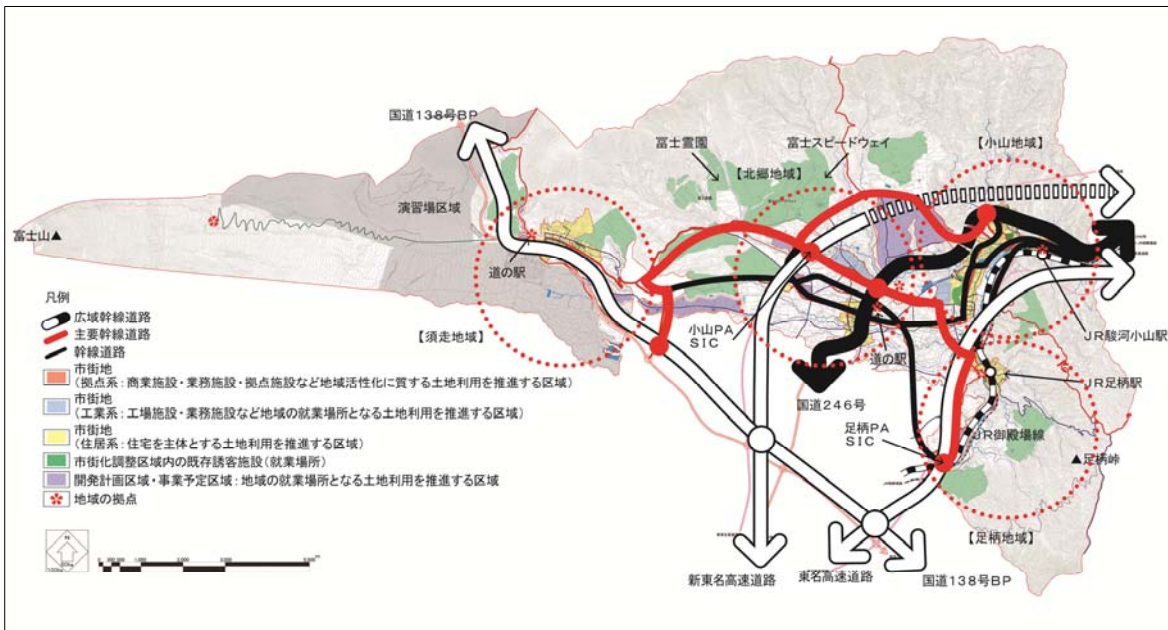 国道138号BP
富士霊園
富士スピードウェイ
【小山地域】
【北郷地域】
演習場区域
富士山▲
道の駅
凡例
広域幹線道路
主要幹線道路
幹線道路
市街地
(拠点系:商業施設・業務施設・拠点施設など地域活性化に質する土地利用を推進する区域)
市街地
(工業系:工場施設・業務施設など地域の就業場所となる土地利用を推進する区域)
市街地
(住居系:住宅を主体とする土地利用を推進する区域)
市街化調整区域内の既存誘客施設(就業場所)
開発計画区域・事業予定区域:地域の就業場所となる土地利用を推進する区域
地域の拠点
【須走地域】
小山PA
SIC
道の駅
JR駿河小山駅
JR足柄駅
国道246号
足柄PA
SIC
JR御殿場線
▲足柄峠
【足柄地域】
新東名高速道路
東名高速道路
国道138号BP